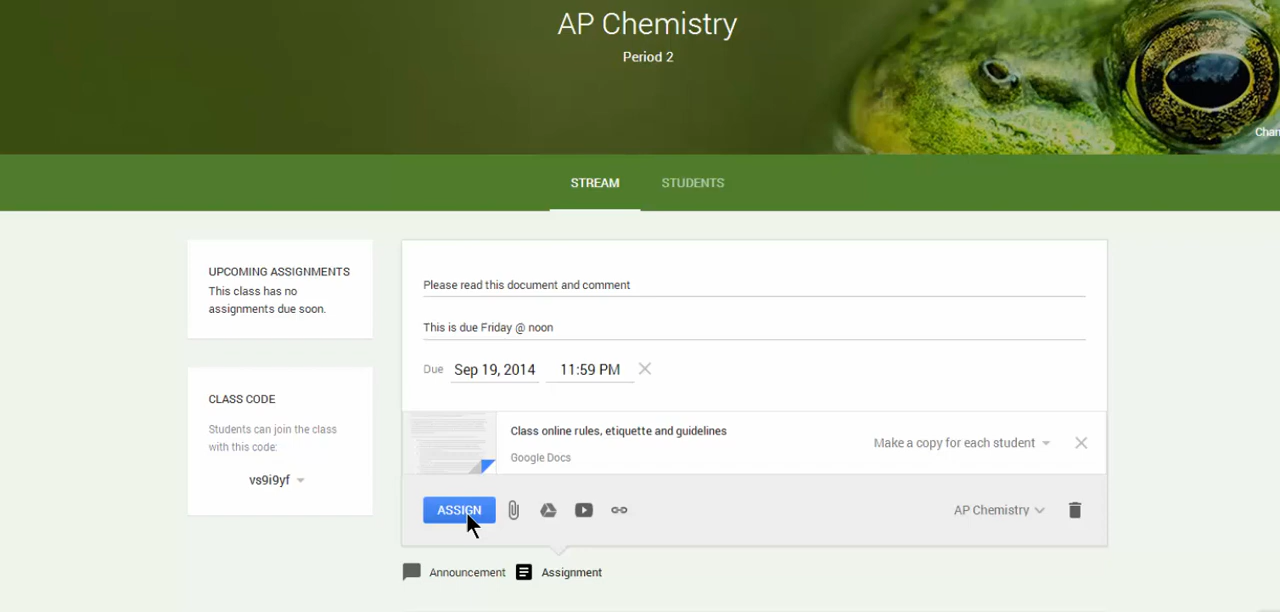 AP Chemistry
Period 2
Chan
STREAM STUDENTS
UPCOMING ASSIGNMENTS
This class has no
assignments due soon.
CLASS CODE
Students can join the class
with this code:
vs9i9yf
Please read this document and comment
This is due Friday @ noon
Due Sep 19, 2014 11:59 PM
Class online rules, etiquette and guidelines
Google Docs
Make a copy for each student
ASSIGN
AP Chemistry
Announcement Assignment